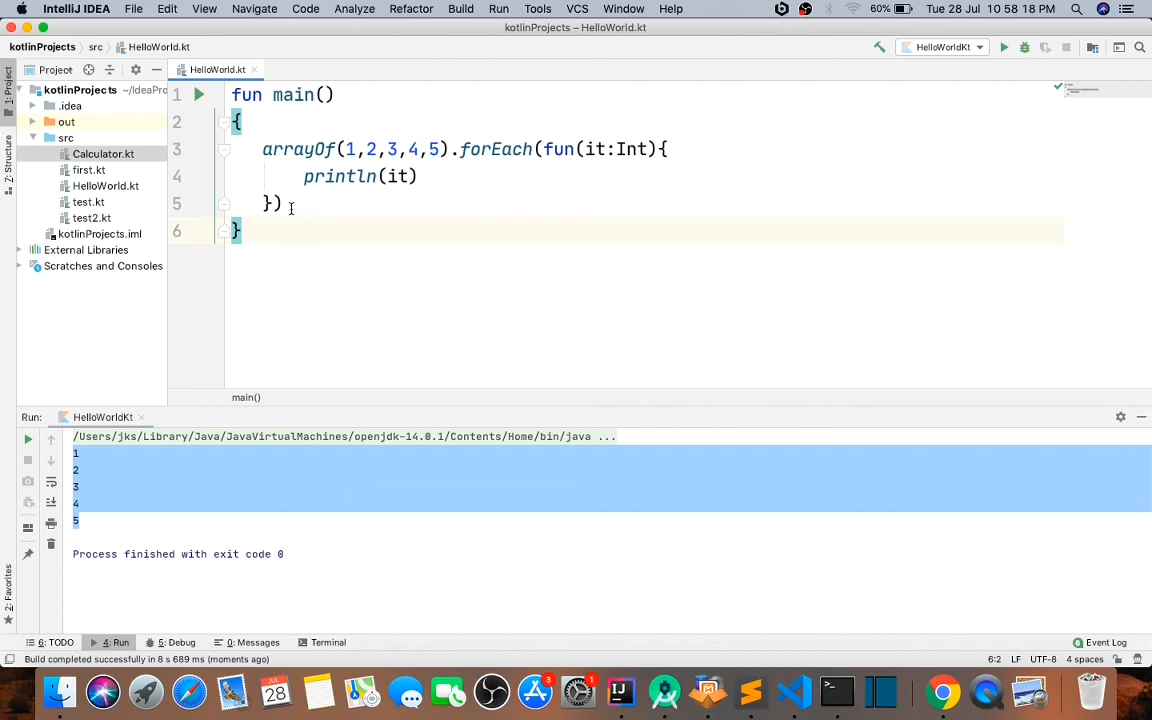 IntelliJ IDEA File Edit View Navigate Code Analyze Refactor Build Run Tools VCS Window Help 60% Tue 28 Jul 10 58 18 PM
kotlinProjects – HelloWorld.kt
kotlinProjects src HelloWorld.kt HelloWorldKt
1: Project
Project
HelloWorld.kt
kotlinProjects ~/IdeaPro
.idea
out
src
Calculator.kt
first.kt
HelloWorld.kt
test.kt
test2.kt
kotlinProjects.iml
External Libraries
Scratches and Consoles
7: Structure
1 fun main()
2 {
3 arrayOf(1,2,3,4,5).forEach(fun(it:Int){
4 println(it)
5 })
6 }
main()
Run: HelloWorldKt
/Users/jks/Library/Java/JavaVirtualMachines/openjdk-14.0.1/Contents/Home/bin/java ...
1
2
3
4
5
Process finished with exit code 0
2: Favorites
6: TODO 4: Run 5: Debug 0: Messages Terminal Event Log
Build completed successfully in 8 s 689 ms (moments ago) 6:2 LF UTF-8 4 spaces
JUL
28
3
1